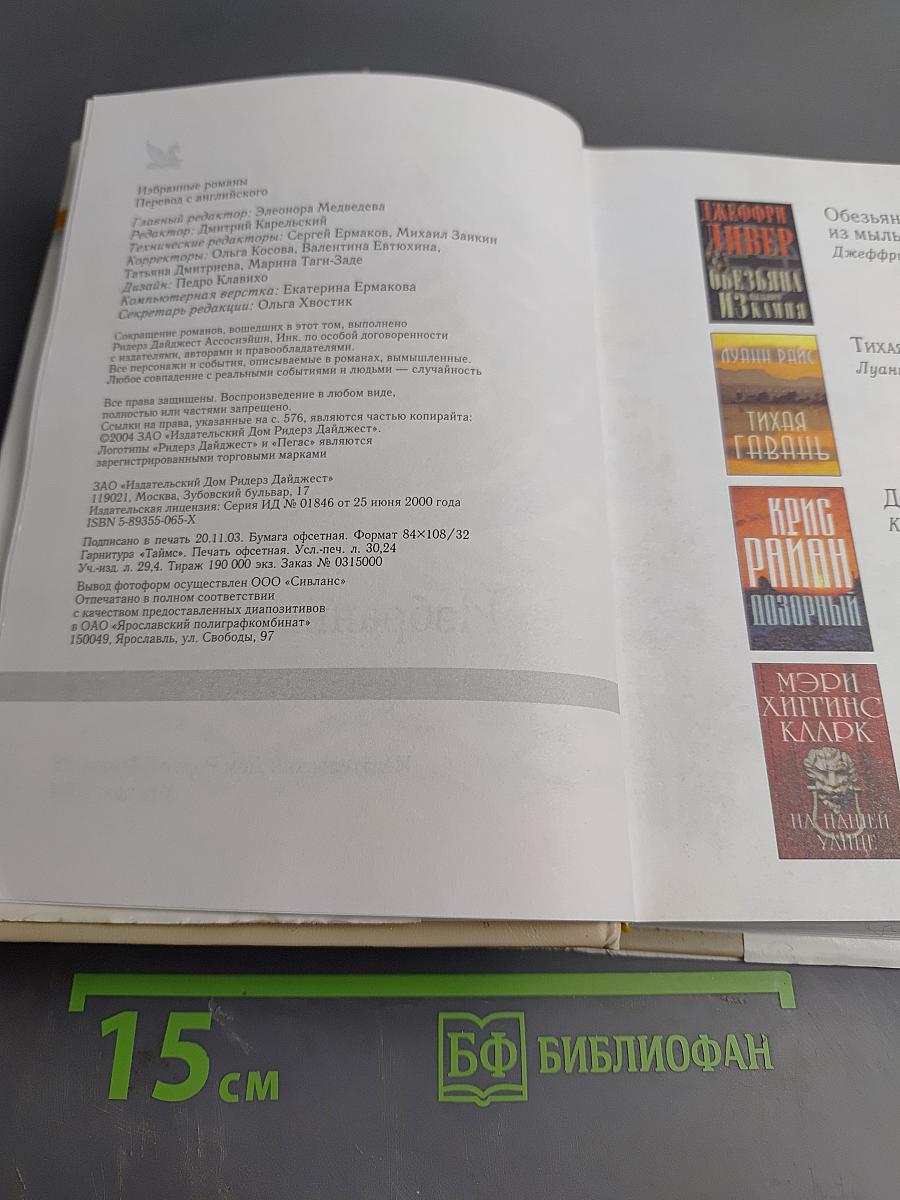 Избранные романы
Перевод с английского
Главный редактор: Элеонора Медведева
Редактор: Дмитрий Карельский
Технические редакторы: Сергей Ермаков, Михаил Заикин
Корректоры: Ольга Косова, Валентина Евтюхина,
Татьяна Дмитриева, Марина Таги-Заде
Дизайн: Педро Клавихо
Компьютерная верстка: Екатерина Ермакова
Секретарь редакции: Ольга Хвостик
Сокращение романов, вошедших в этот том, выполнено
Ридерз Дайджест Ассосиэйшн, Инк. по особой договоренности
с издателями, авторами и правообладателями.
Все персонажи и события, описываемые в романах, вымышленные.
Любое совпадение с реальными событиями и людьми — случайность
Все права защищены. Воспроизведение в любом виде,
полностью или частями запрещено.
Ссылки на права, указанные на с. 576, являются частью копирайта:
©2004 ЗАО «Издательский Дом Ридерз Дайджест».
Логотипы «Ридерз Дайджест» и «Пегас» являются
зарегистрированными торговыми марками
ЗАО «Издательский Дом Ридерз Дайджест»
119021, Москва, Зубовский бульвар, 17
Издательская лицензия: Серия ИД № 01846 от 25 июня 2000 года
ISBN 5-89355-065-X
Подписано в печать 20.11.03. Бумага офсетная. Формат 84×108/32
Гарнитура «Таймс». Печать офсетная. Усл.-печ. л. 30,24
Уч.-изд. л. 29,4. Тираж 190 000 экз. Заказ № 0315000
Вывод фотоформ осуществлен ООО «Сивланс»
Отпечатано в полном соответствии
с качеством предоставленных диапозитивов
в ОАО «Ярославский полиграфкомбинат»
150049, Ярославль, ул. Свободы, 97
ДЖЕФФРИ
ДИВЕР
ОБЕЗЬЯНА
ИЗ
КАМНЯ
Обезьян
из мыль
Джеффри
ЛУАНН РАЙС
ТИХАЯ
ГАВАНЬ
Тихая
Луанн
КРИС
РАЙАН
ДОЗОРНЫЙ
Д
К
МЭРИ
ХИГГИНС
КЛАРК
НА НАШЕЙ
УЛИЦЕ
15 см
БФ БИБЛИОФАН